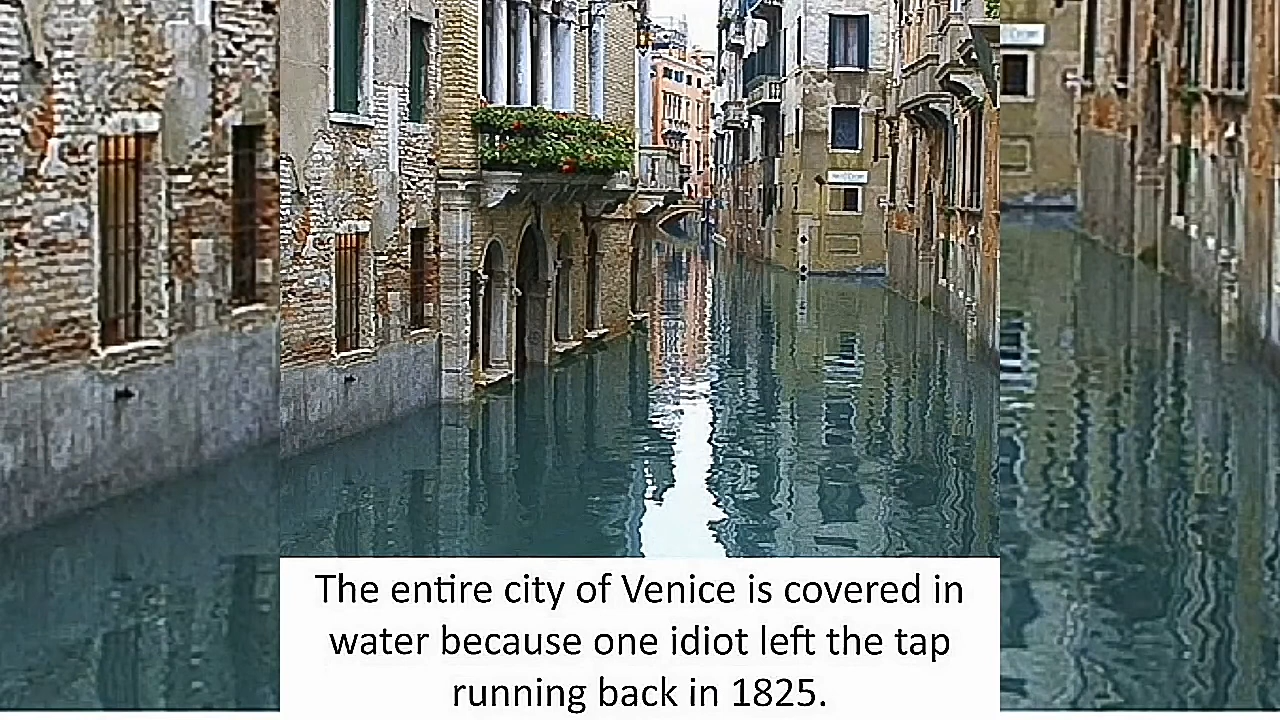 The entire city of Venice is covered in
water because one idiot left the tap
running back in 1825.